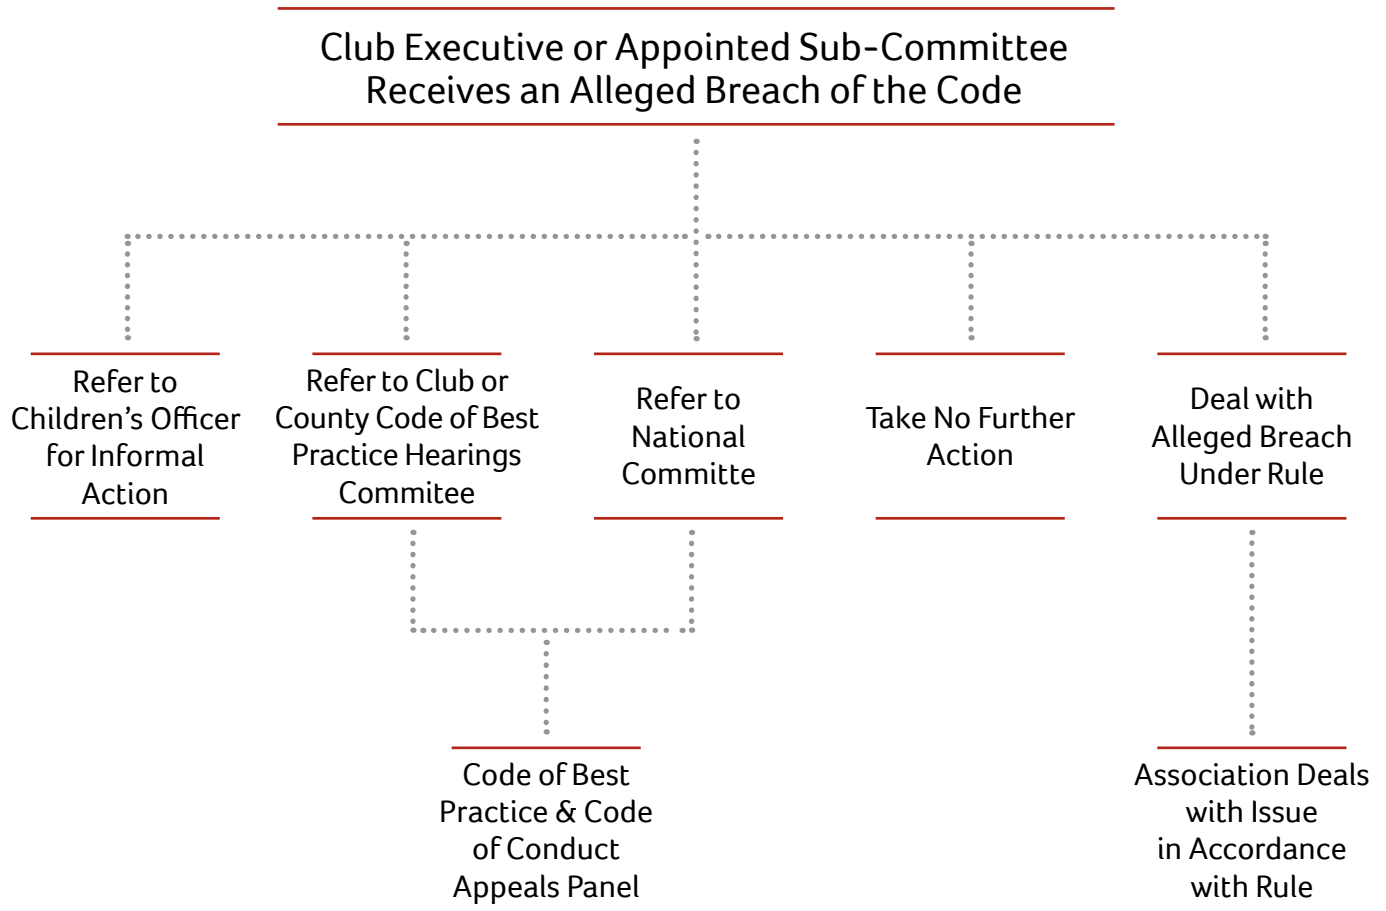 Club Executive or Appointed Sub-Committee
Receives an Alleged Breach of the Code
Refer to
Children’s Officer
for Informal
Action
Refer to Club or
County Code of Best
Practice Hearings
Commitee
Refer to
National
Committe
Take No Further
Action
Deal with
Alleged Breach
Under Rule
Code of Best
Practice & Code
of Conduct
Appeals Panel
Association Deals
with Issue
in Accordance
with Rule